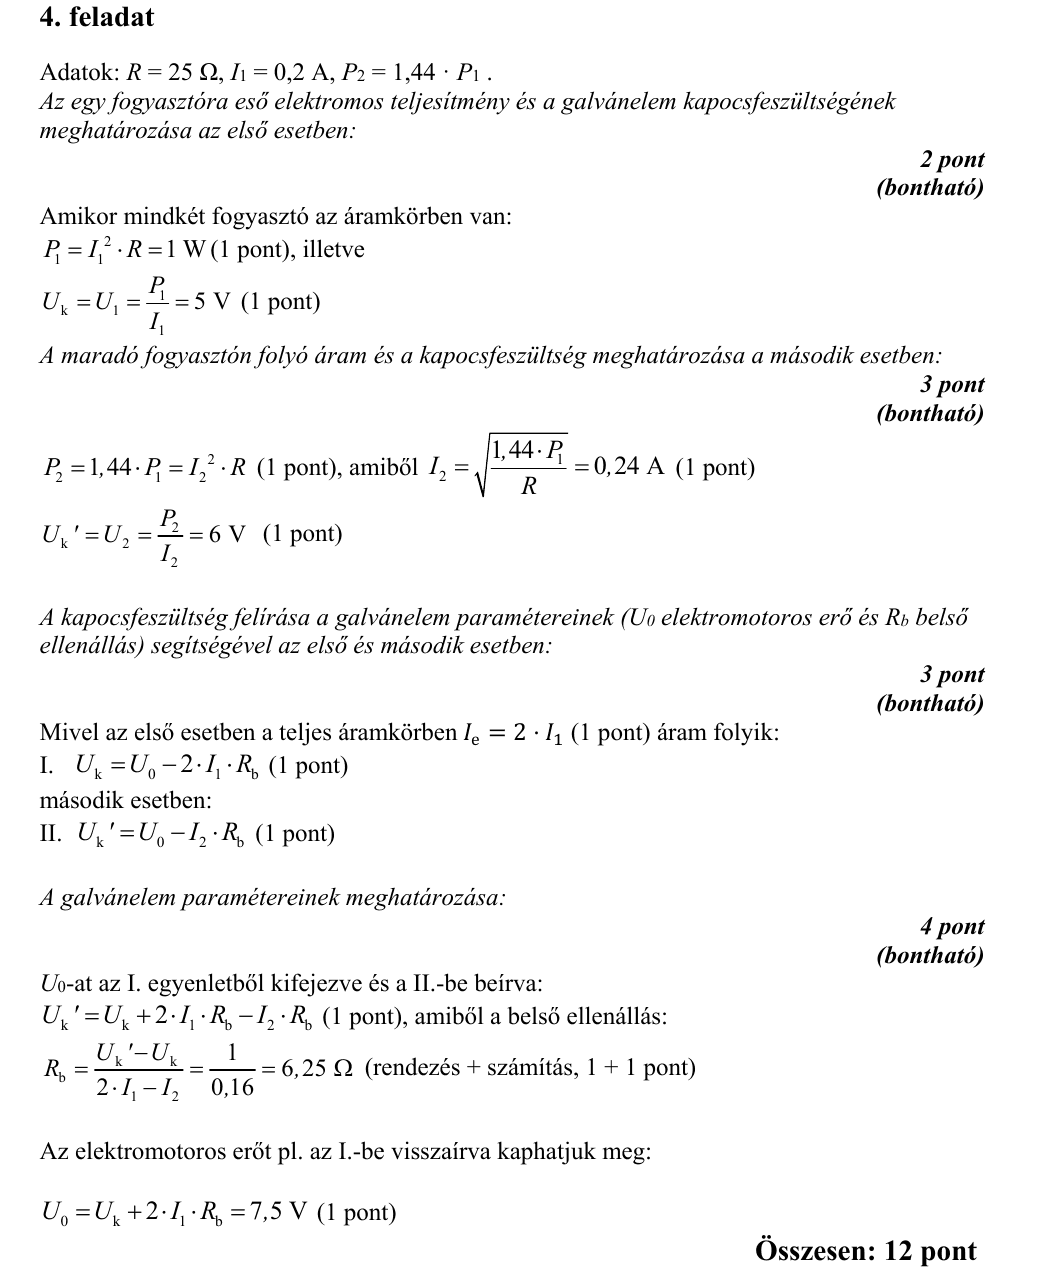 4. feladat
Adatok: R = 25 Ω, I1 = 0,2 A, P2 = 1,44 · P1 .
Az egy fogyasztóra eső elektromos teljesítmény és a galvánelem kapocsfeszültségének
meghatározása az első esetben:
2 pont
(bontható)
Amikor mindkét fogyasztó az áramkörben van:
P₁ = I₁² · R = 1 W (1 pont), illetve
Uₖ = U₁ = P₁/I₁ = 5 V (1 pont)
A maradó fogyasztón folyó áram és a kapocsfeszültség meghatározása a második esetben:
3 pont
(bontható)
P₂ = 1,44 · P₁ = I₂² · R (1 pont), amiből I₂ = √(1,44 · P₁/R) = 0,24 A (1 pont)
Uₖ' = U₂ = P₂/I₂ = 6 V (1 pont)
A kapocsfeszültség felírása a galvánelem paramétereinek (U0 elektromotoros erő és Rb belső
ellenállás) segítségével az első és második esetben:
3 pont
(bontható)
Mivel az első esetben a teljes áramkörben Iₑ = 2 · I₁ (1 pont) áram folyik:
I. Uₖ = U₀ − 2 · I₁ · Rb (1 pont)
második esetben:
II. Uₖ' = U₀ − I₂ · Rb (1 pont)
A galvánelem paramétereinek meghatározása:
4 pont
(bontható)
U0-at az I. egyenletből kifejezve és a II.-be beírva:
Uₖ' = Uₖ + 2 · I₁ · Rb − I₂ · Rb (1 pont), amiből a belső ellenállás:
Rb = (Uₖ' − Uₖ)/(2 · I₁ − I₂) = 1/0,16 = 6,25 Ω (rendezés + számítás, 1 + 1 pont)
Az elektromotoros erőt pl. az I.-be visszaírva kaphatjuk meg:
U₀ = Uₖ + 2 · I₁ · Rb = 7,5 V (1 pont)
Összesen: 12 pont